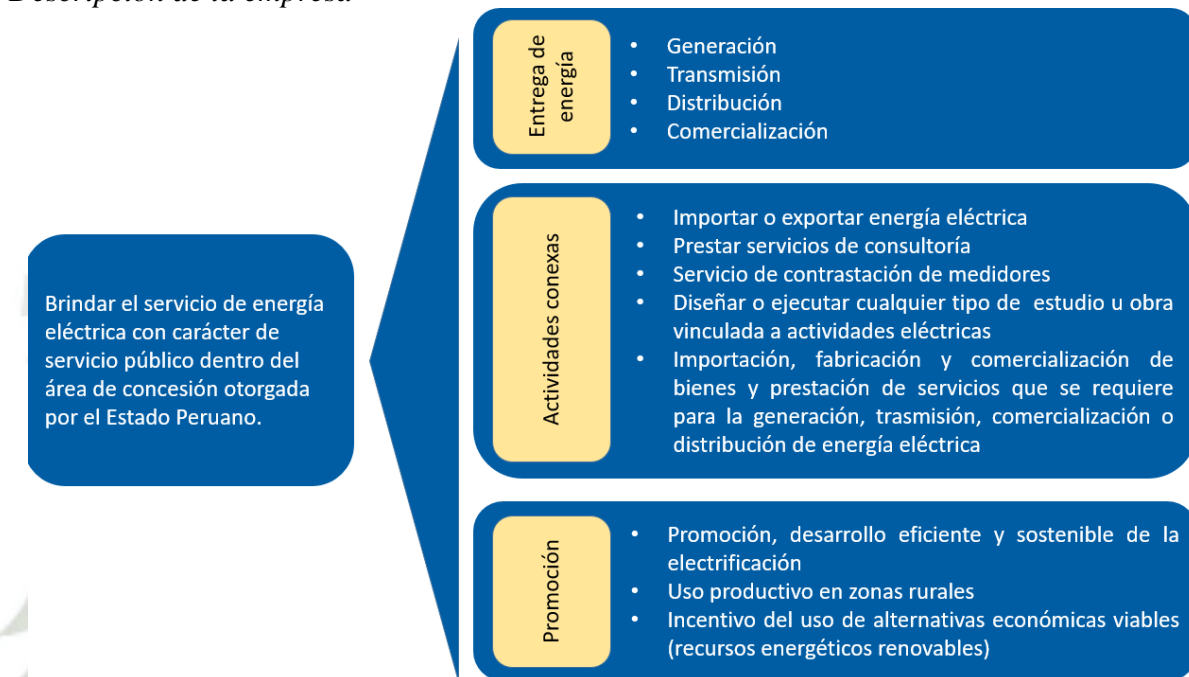 Descripción de la empresa
Brindar el servicio de energía
eléctrica con carácter de
servicio público dentro del
área de concesión otorgada
por el Estado Peruano.
Entrega de
energía
• Generación
• Transmisión
• Distribución
• Comercialización
Actividades conexas
• Importar o exportar energía eléctrica
• Prestar servicios de consultoría
• Servicio de contrastación de medidores
• Diseñar o ejecutar cualquier tipo de estudio u obra
vinculada a actividades eléctricas
• Importación, fabricación y comercialización de
bienes y prestación de servicios que se requiere
para la generación, trasmisión, comercialización o
distribución de energía eléctrica
Promoción
• Promoción, desarrollo eficiente y sostenible de la
electrificación
• Uso productivo en zonas rurales
• Incentivo del uso de alternativas económicas viables
(recursos energéticos renovables)